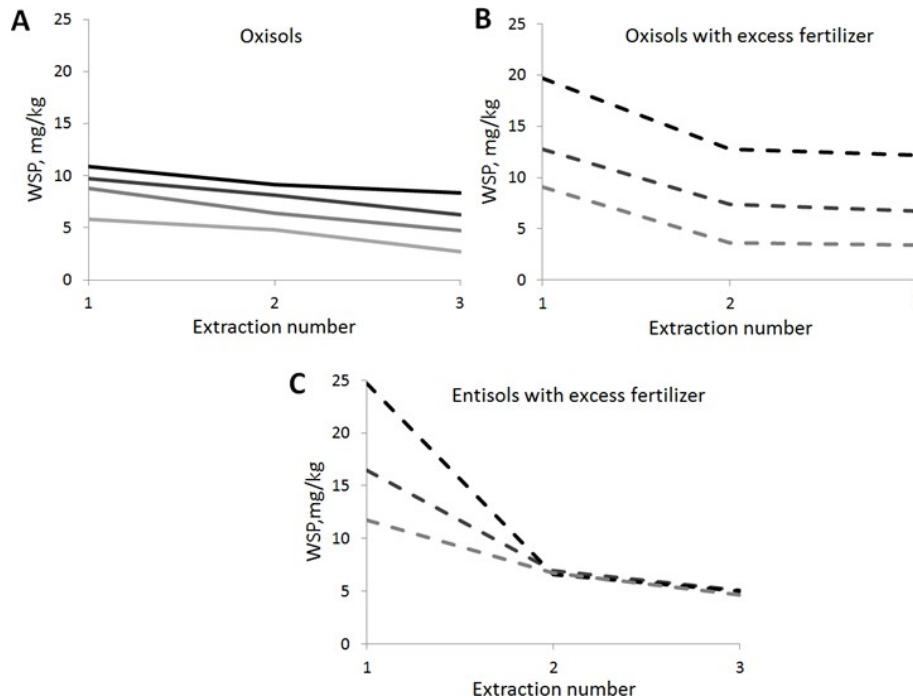 A
Oxisols
WSP, mg/kg
25
20
15
10
5
0
1 2 3
Extraction number
B
Oxisols with excess fertilizer
WSP, mg/kg
25
20
15
10
5
0
1 2
Extraction number
C
Entisols with excess fertilizer
WSP,mg/kg
25
20
15
10
5
0
1 2 3
Extraction number